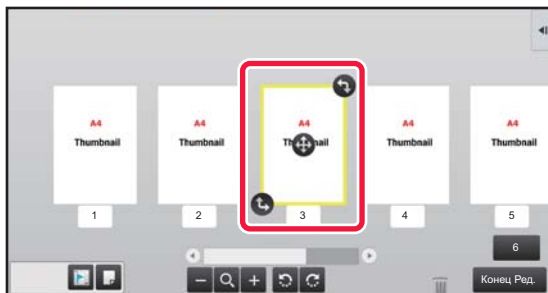 A4 A4 A4 A4 A4
Thumbnail Thumbnail Thumbnail Thumbnail
1 2 3 4 5
6
Конец Ред.